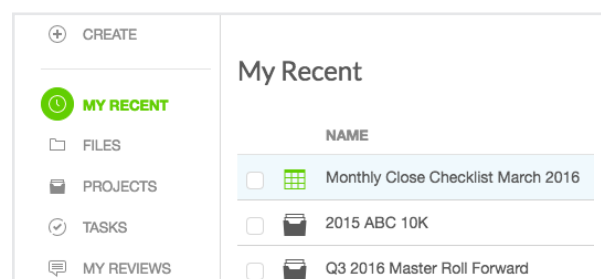 CREATE
MY RECENT
FILES
PROJECTS
TASKS
MY REVIEWS
My Recent
NAME
Monthly Close Checklist March 2016
2015 ABC 10K
Q3 2016 Master Roll Forward